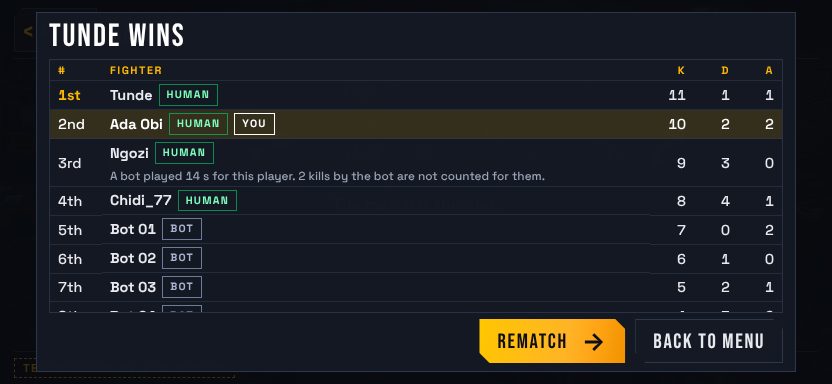 TUNDE WINS
# FIGHTER K D A
1st Tunde HUMAN 11 1 1
2nd Ada Obi HUMAN YOU 10 2 2
3rd Ngozi HUMAN 9 3 0
A bot played 14 s for this player. 2 kills by the bot are not counted for them.
4th Chidi_77 HUMAN 8 4 1
5th Bot 01 BOT 7 0 2
6th Bot 02 BOT 6 1 0
7th Bot 03 BOT 5 2 1
REMATCH →
BACK TO MENU